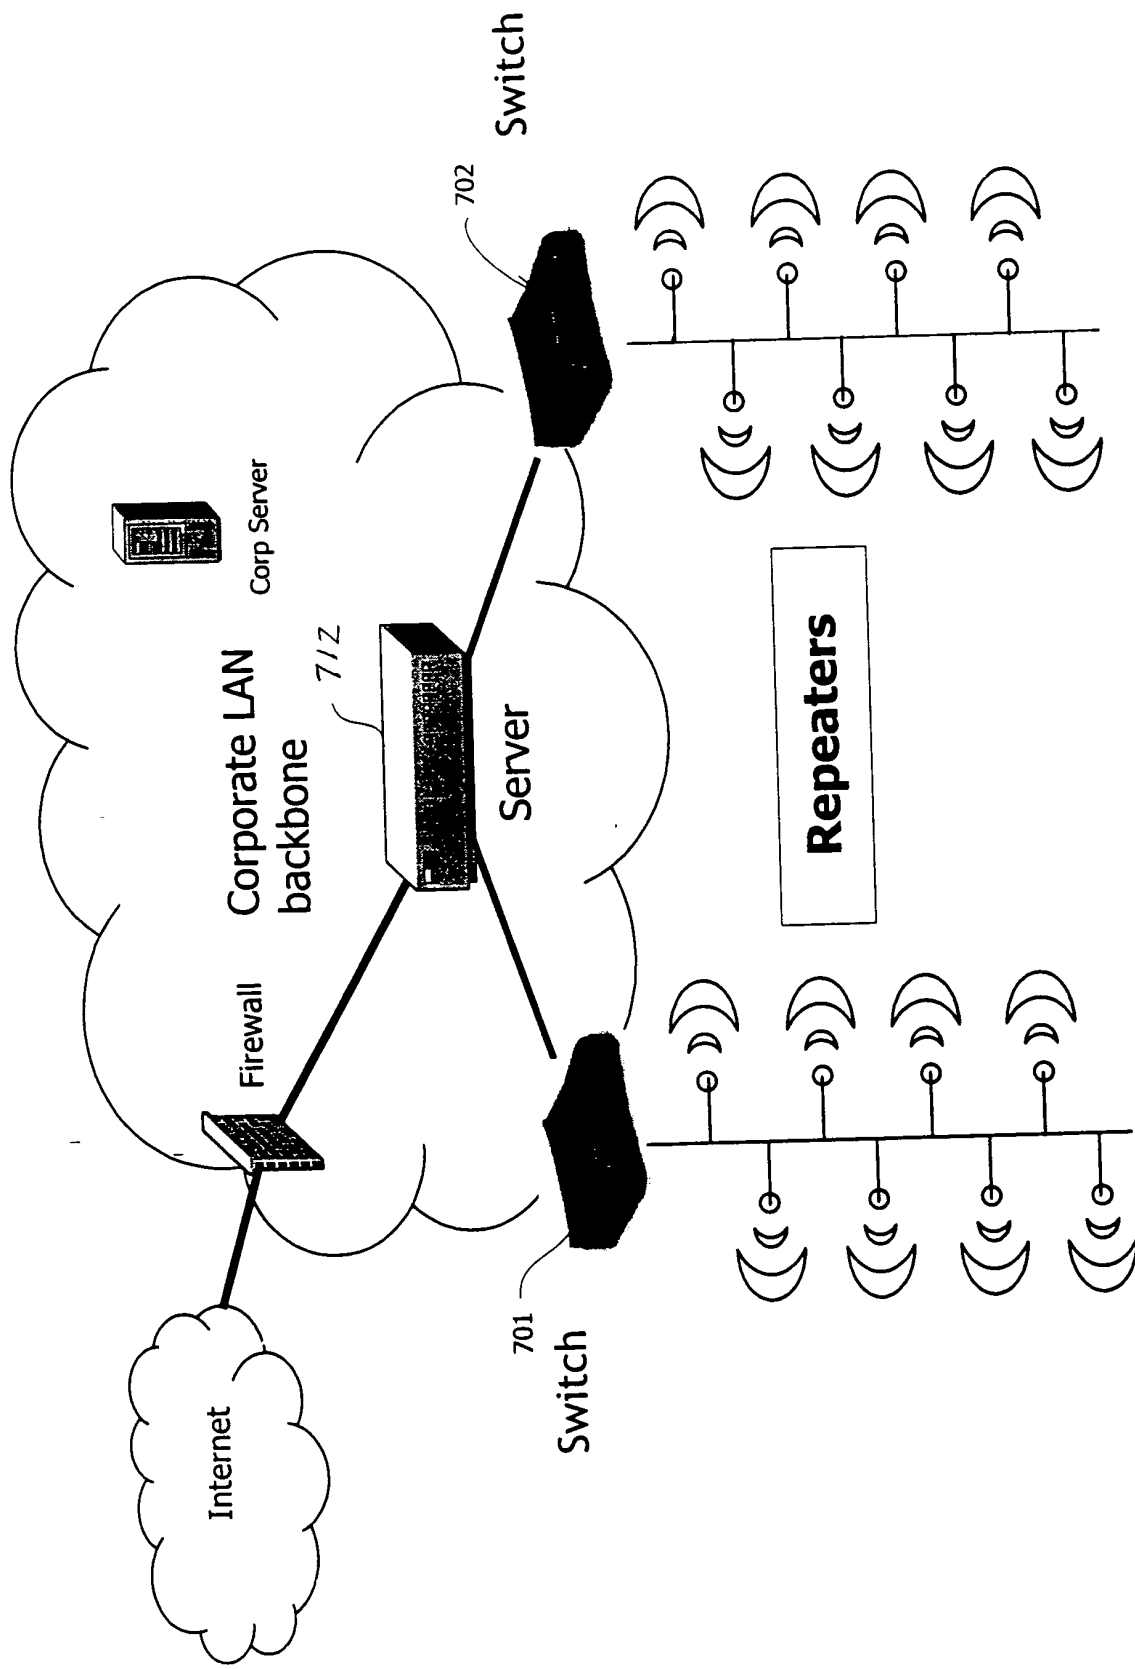 Internet
Firewall
Corporate LAN
backbone
Corp Server
712
Server
701
Switch
702
Switch
Repeaters